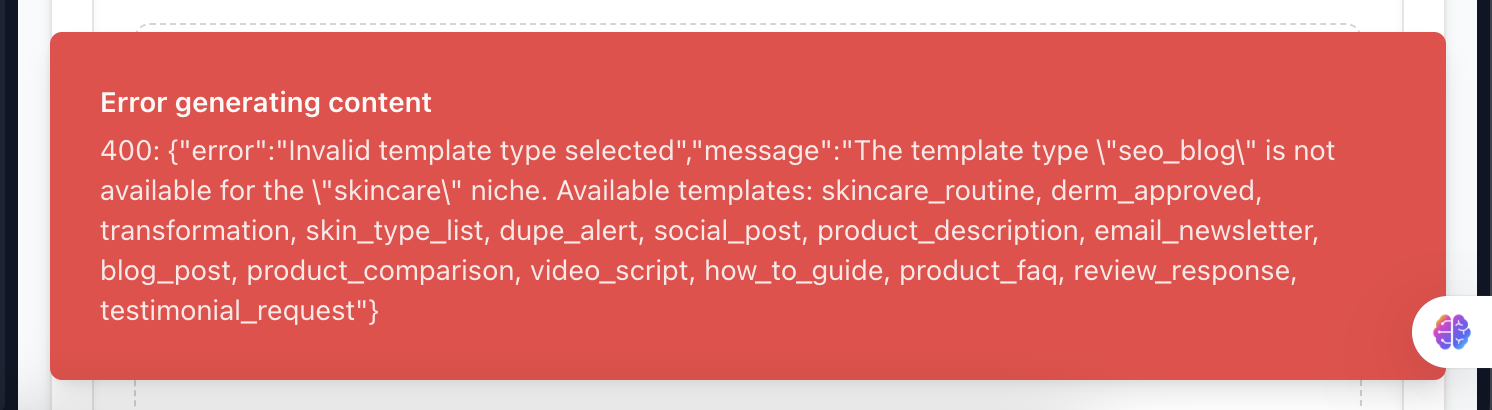 Error generating content
400: {"error":"Invalid template type selected","message":"The template type \"seo_blog\" is not
available for the \"skincare\" niche. Available templates: skincare_routine, derm_approved,
transformation, skin_type_list, dupe_alert, social_post, product_description, email_newsletter,
blog_post, product_comparison, video_script, how_to_guide, product_faq, review_response,
testimonial_request"}